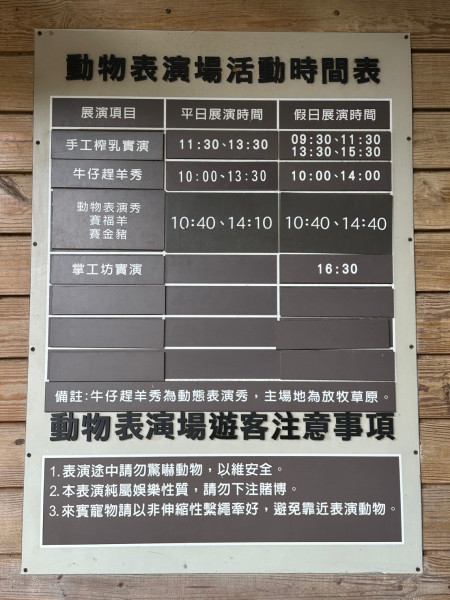 動物表演場活動時間表
展演項目 平日展演時間 假日展演時間
手工榨乳實演 11:30、13:30 09:30、11:30
13:30、15:30
牛仔趕羊秀 10:00、13:30 10:00、14:00
動物表演秀
賽福羊
賽金豬
10:40、14:10 10:40、14:40
掌工坊實演 16:30
備註:牛仔趕羊秀為動態表演秀，主場地為放牧草原。
動物表演場遊客注意事項
1.表演途中請勿驚嚇動物，以維安全。
2.本表演純屬娛樂性質，請勿下注賭博。
3.來賓寵物請以非伸縮性繫繩牽好，避免靠近表演動物。